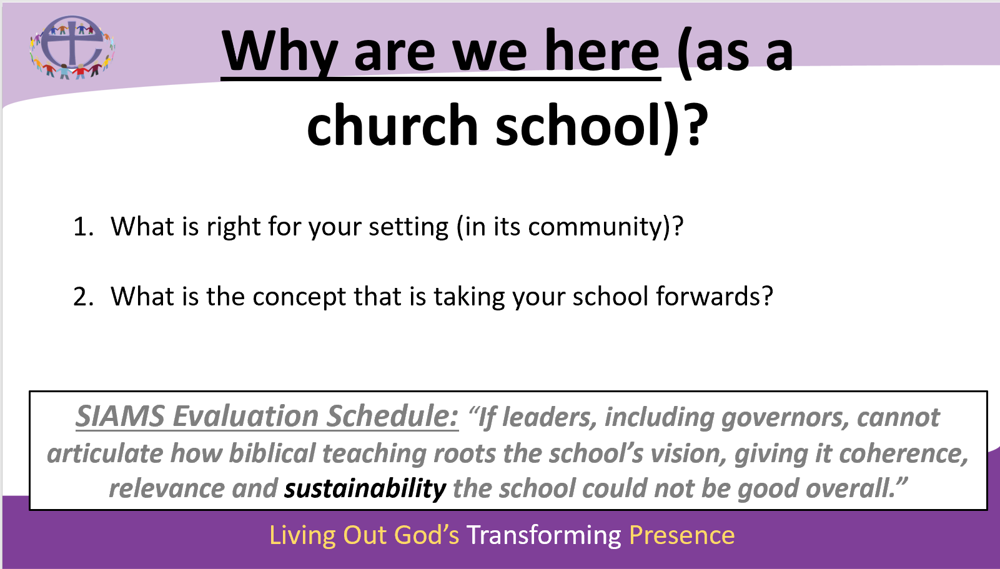 Why are we here (as a
church school)?
1. What is right for your setting (in its community)?
2. What is the concept that is taking your school forwards?
SIAMS Evaluation Schedule: “If leaders, including governors, cannot
articulate how biblical teaching roots the school’s vision, giving it coherence,
relevance and sustainability the school could not be good overall.”
Living Out God’s Transforming Presence